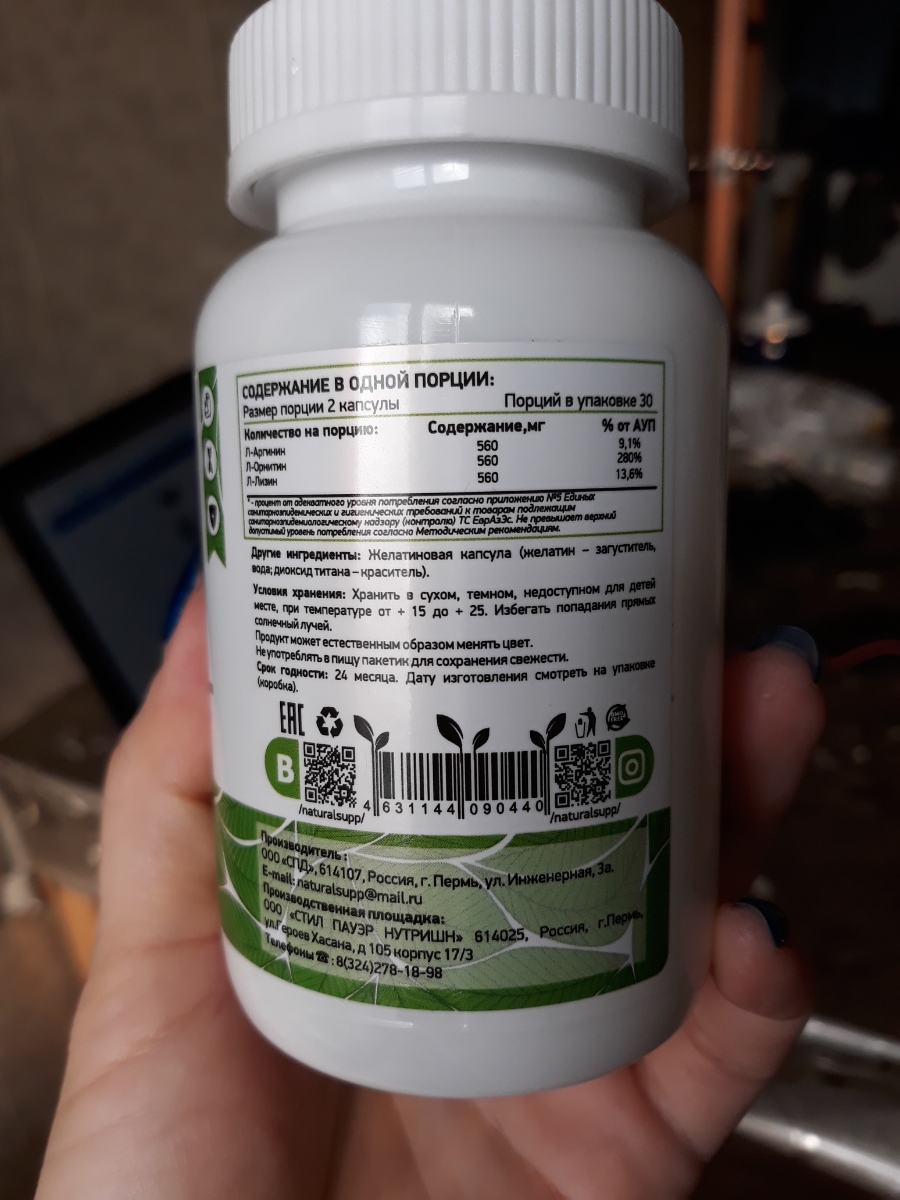 СОДЕРЖАНИЕ В ОДНОЙ ПОРЦИИ:
Размер порции 2 капсулы Порций в упаковке 30
Количество на порцию: Содержание,мг % от АУП
Л-Аргинин 560 9,1%
Л-Орнитин 560 280%
Л-Лизин 560 13,6%
* - процент от адекватного уровня потребления согласно приложению №5 Единых
санитарноэпидемических и гигиенических требований к товарам подлежащим
санитарноэпидемиологическому надзору (контролю) ТС ЕврАзЭс. Не превышает верхний
допустимый уровень потребления согласно Методическим рекомендациям.
Другие ингредиенты: Желатиновая капсула (желатин – загуститель,
вода; диоксид титана – краситель).
Условия хранения: Хранить в сухом, темном, недоступном для детей
месте, при температуре от + 15 до + 25. Избегать попадания прямых
солнечный лучей.
Продукт может естественным образом менять цвет.
Не употреблять в пищу пакетик для сохранения свежести.
Срок годности: 24 месяца. Дату изготовления смотреть на упаковке
(коробка).
EAC
GMO FREE
B
/naturalsupp/ 4 631144 090440 /naturalsupp/
Производитель :
ООО «СПД», 614107, Россия, г. Пермь, ул. Инженерная, 3а.
E-mail: naturalsupp@mail.ru
Производственная площадка:
ООО «СТИЛ ПАУЭР НУТРИШН» 614025, Россия, г.Пермь,
ул.Героев Хасана, д 105 корпус 17/3
Телефоны ☎ : 8(324)278-18-98